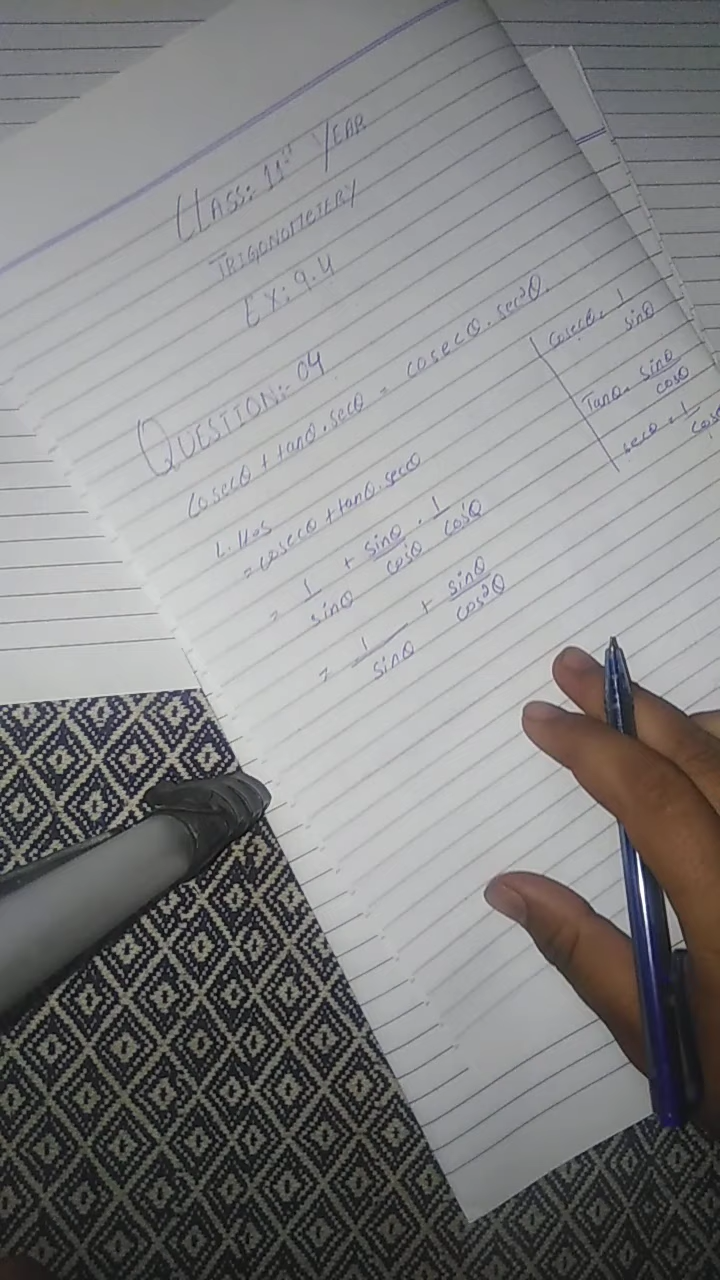 CLASS: 11th YEAR
TRIGONOMETERY
EX: 9.4
QUESTION:- 04
cosecθ + tanθ . secθ = cosecθ . sec²θ.
L.H.S
= cosecθ + tanθ . secθ
= 1/sinθ + sinθ/cosθ . 1/cosθ
= 1/sinθ + sinθ/cos²θ
cosecθ = 1/sinθ
Tanθ = sinθ/cosθ
secθ = 1/cosθ